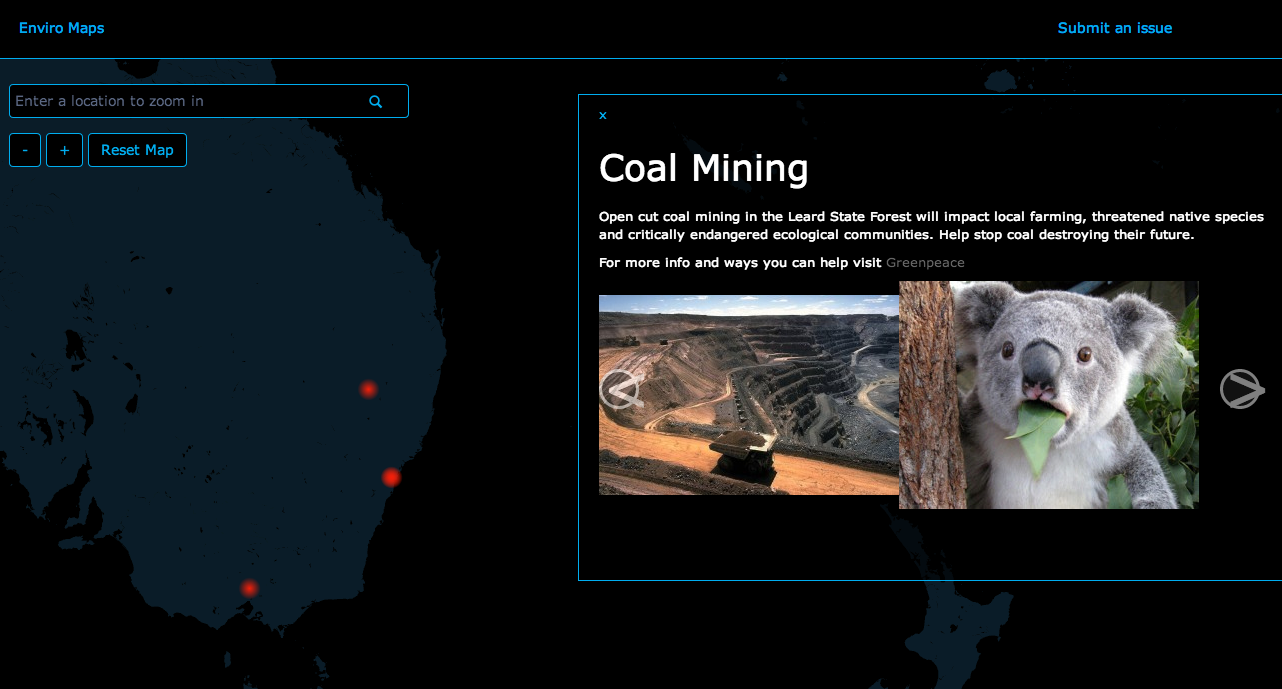 Enviro Maps
Submit an issue
Enter a location to zoom in
- + Reset Map
x
Coal Mining
Open cut coal mining in the Leard State Forest will impact local farming, threatened native species
and critically endangered ecological communities. Help stop coal destroying their future.
For more info and ways you can help visit Greenpeace
< >